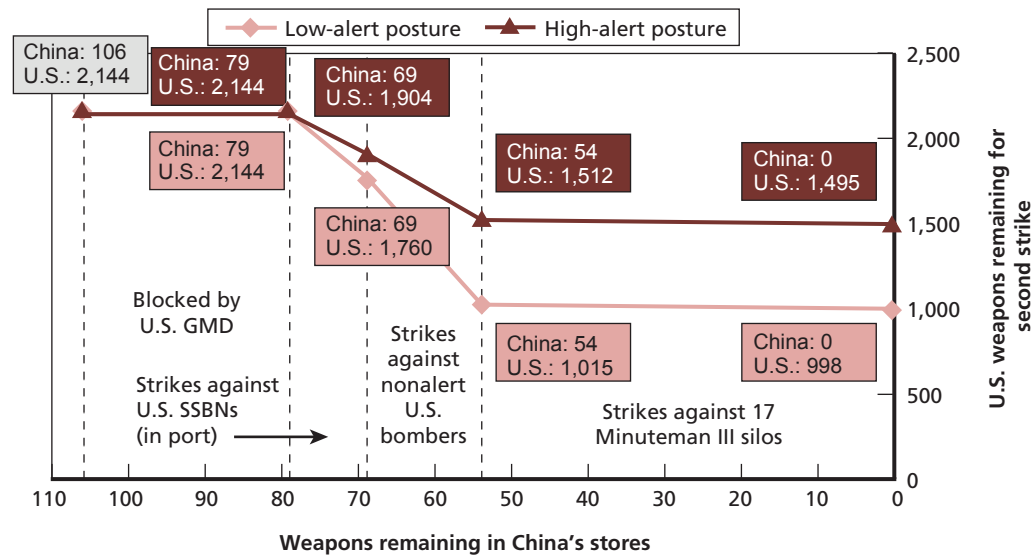 Low-alert posture
High-alert posture
China: 106
U.S.: 2,144
China: 79
U.S.: 2,144
China: 69
U.S.: 1,904
China: 79
U.S.: 2,144
China: 54
U.S.: 1,512
China: 0
U.S.: 1,495
China: 69
U.S.: 1,760
China: 54
U.S.: 1,015
China: 0
U.S.: 998
Blocked by
U.S. GMD
Strikes against
U.S. SSBNs
(in port)
Strikes
against
nonalert
U.S.
bombers
Strikes against 17
Minuteman III silos
2,500
2,000
1,500
1,000
500
0
U.S. weapons remaining for
second strike
110
100
90
80
70
60
50
40
30
20
10
0
Weapons remaining in China’s stores